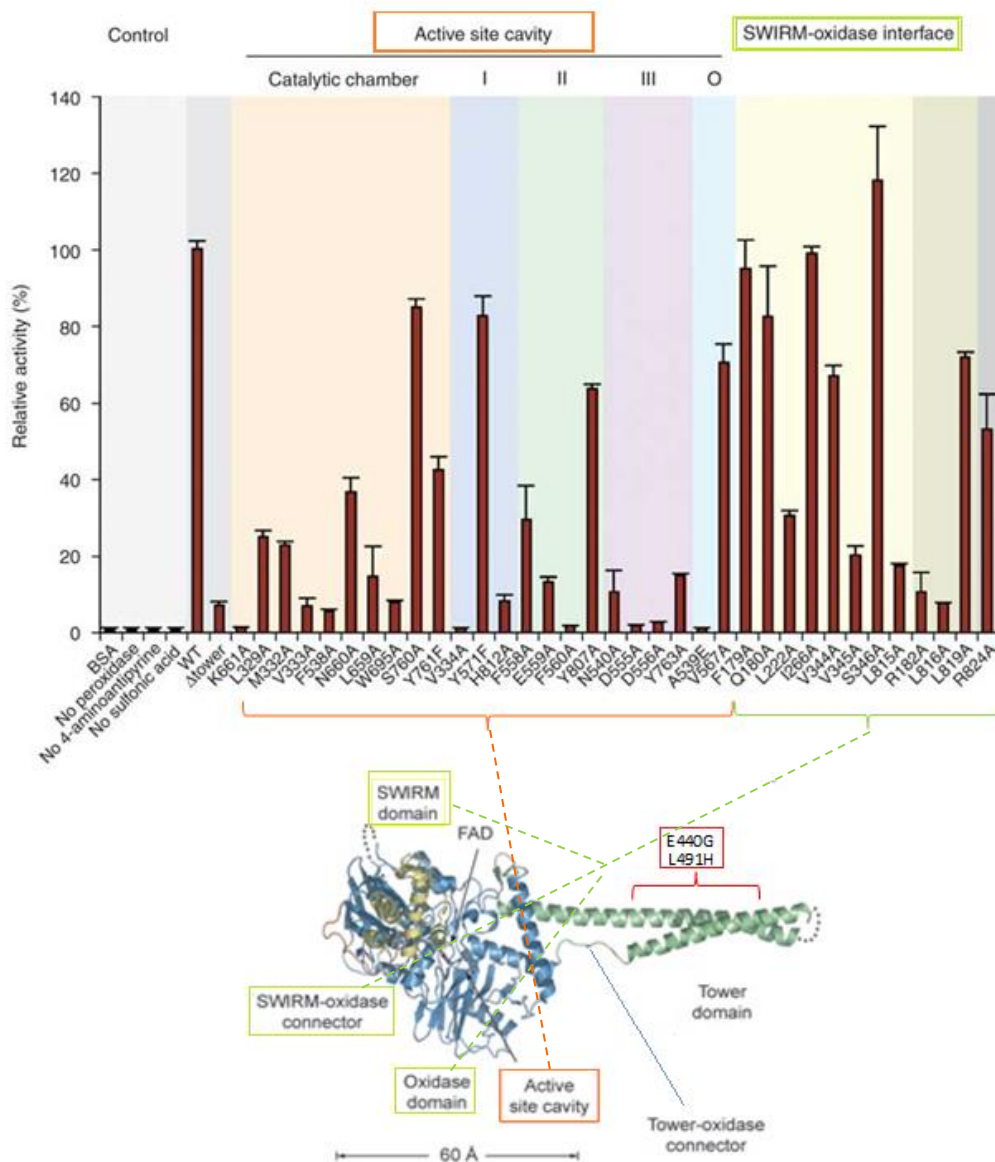 Control
Active site cavity
SWIRM-oxidase interface
Catalytic chamber
I
II
III
O
Relative activity (%)
140
120
100
80
60
40
20
0
BSA
No peroxidase
No 4-aminoantipyrine
No sulfonic acid
WT
Δtower
K661A
L329A
M332A
V333A
F538A
N660A
L659A
W695A
S760A
Y761F
V334A
Y571F
H812A
F558A
E559A
F560A
Y807A
N540A
D555A
D556A
Y763A
A539E
V567A
F179A
Q180A
L222A
I266A
V344A
V345A
S346A
L815A
R182A
L816A
L819A
R824A
SWIRM
domain
FAD
E440G
L491H
SWIRM-oxidase
connector
Tower
domain
Oxidase
domain
Active
site cavity
Tower-oxidase
connector
60 Å